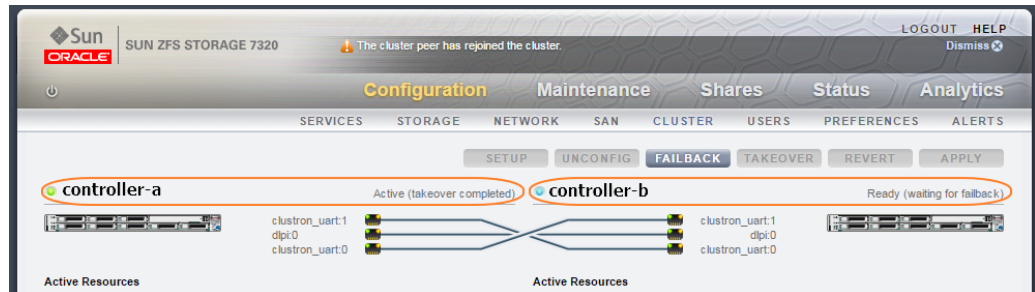 Sun
ORACLE
SUN ZFS STORAGE 7320
The cluster peer has rejoined the cluster.
LOGOUT HELP
Dismiss
Configuration Maintenance Shares Status Analytics
SERVICES STORAGE NETWORK SAN CLUSTER USERS PREFERENCES ALERTS
SETUP UNCONFIG FAILBACK TAKEOVER REVERT APPLY
controller-a Active (takeover completed) controller-b Ready (waiting for failback)
clustron_uart:1 clustron_uart:1
dlpi:0 dlpi:0
clustron_uart:0 clustron_uart:0
Active Resources Active Resources